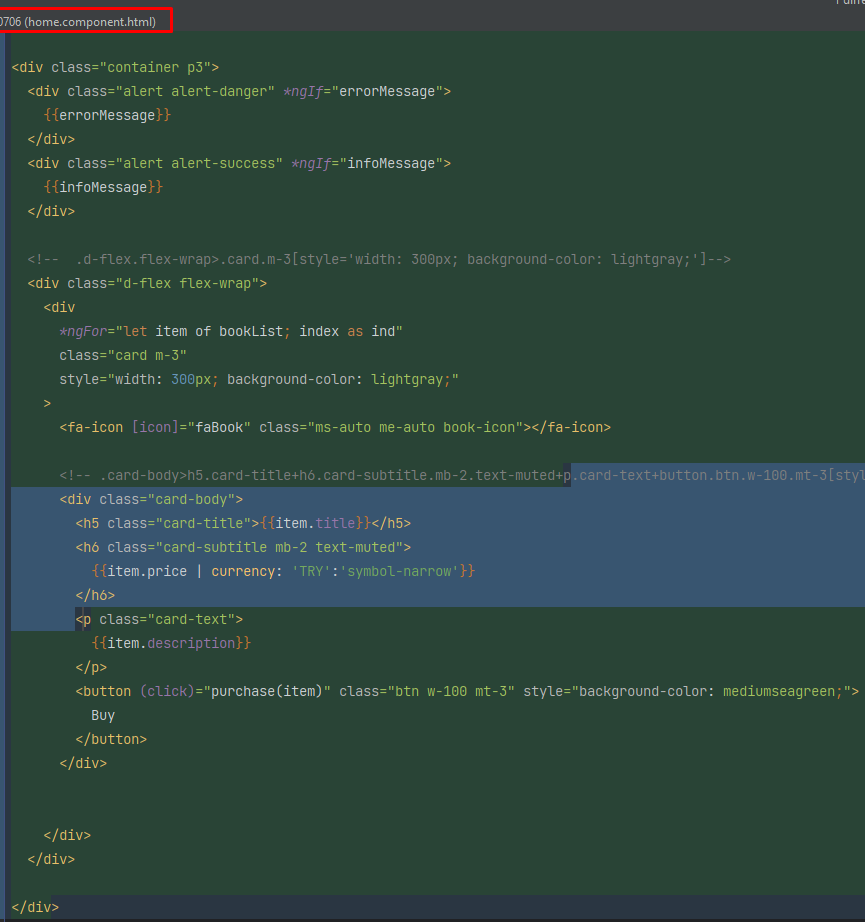 0706 (home.component.html)
<div class="container p3">
<div class="alert alert-danger" *ngIf="errorMessage">
{{errorMessage}}
</div>
<div class="alert alert-success" *ngIf="infoMessage">
{{infoMessage}}
</div>
<!--  .d-flex.flex-wrap>.card.m-3[style='width: 300px; background-color: lightgray;']-->
<div class="d-flex flex-wrap">
<div
*ngFor="let item of bookList; index as ind"
class="card m-3"
style="width: 300px; background-color: lightgray;"
>
<fa-icon [icon]="faBook" class="ms-auto me-auto book-icon"></fa-icon>
<!-- .card-body>h5.card-title+h6.card-subtitle.mb-2.text-muted+p.card-text+button.btn.w-100.mt-3[styl
<div class="card-body">
<h5 class="card-title">{{item.title}}</h5>
<h6 class="card-subtitle mb-2 text-muted">
{{item.price | currency: 'TRY':'symbol-narrow'}}
</h6>
<p class="card-text">
{{item.description}}
</p>
<button (click)="purchase(item)" class="btn w-100 mt-3" style="background-color: mediumseagreen;">
Buy
</button>
</div>
</div>
</div>
</div>